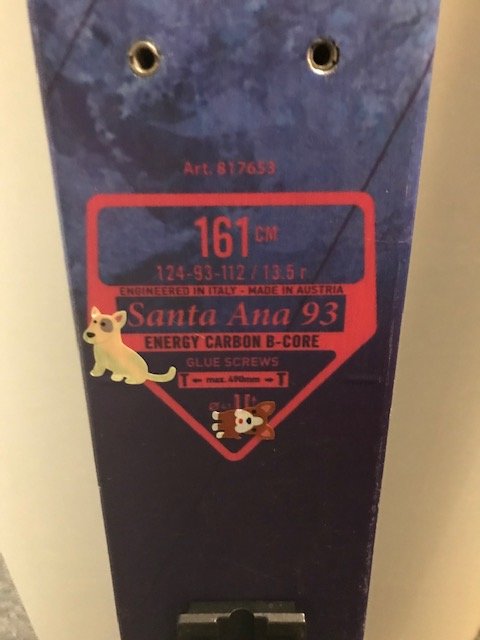 Art. 817653
161 CM
124-93-112 / 13.5 r
ENGINEERED IN ITALY - MADE IN AUSTRIA
Santa Ana 93
ENERGY CARBON B-CORE
GLUE SCREWS
max. 490mm